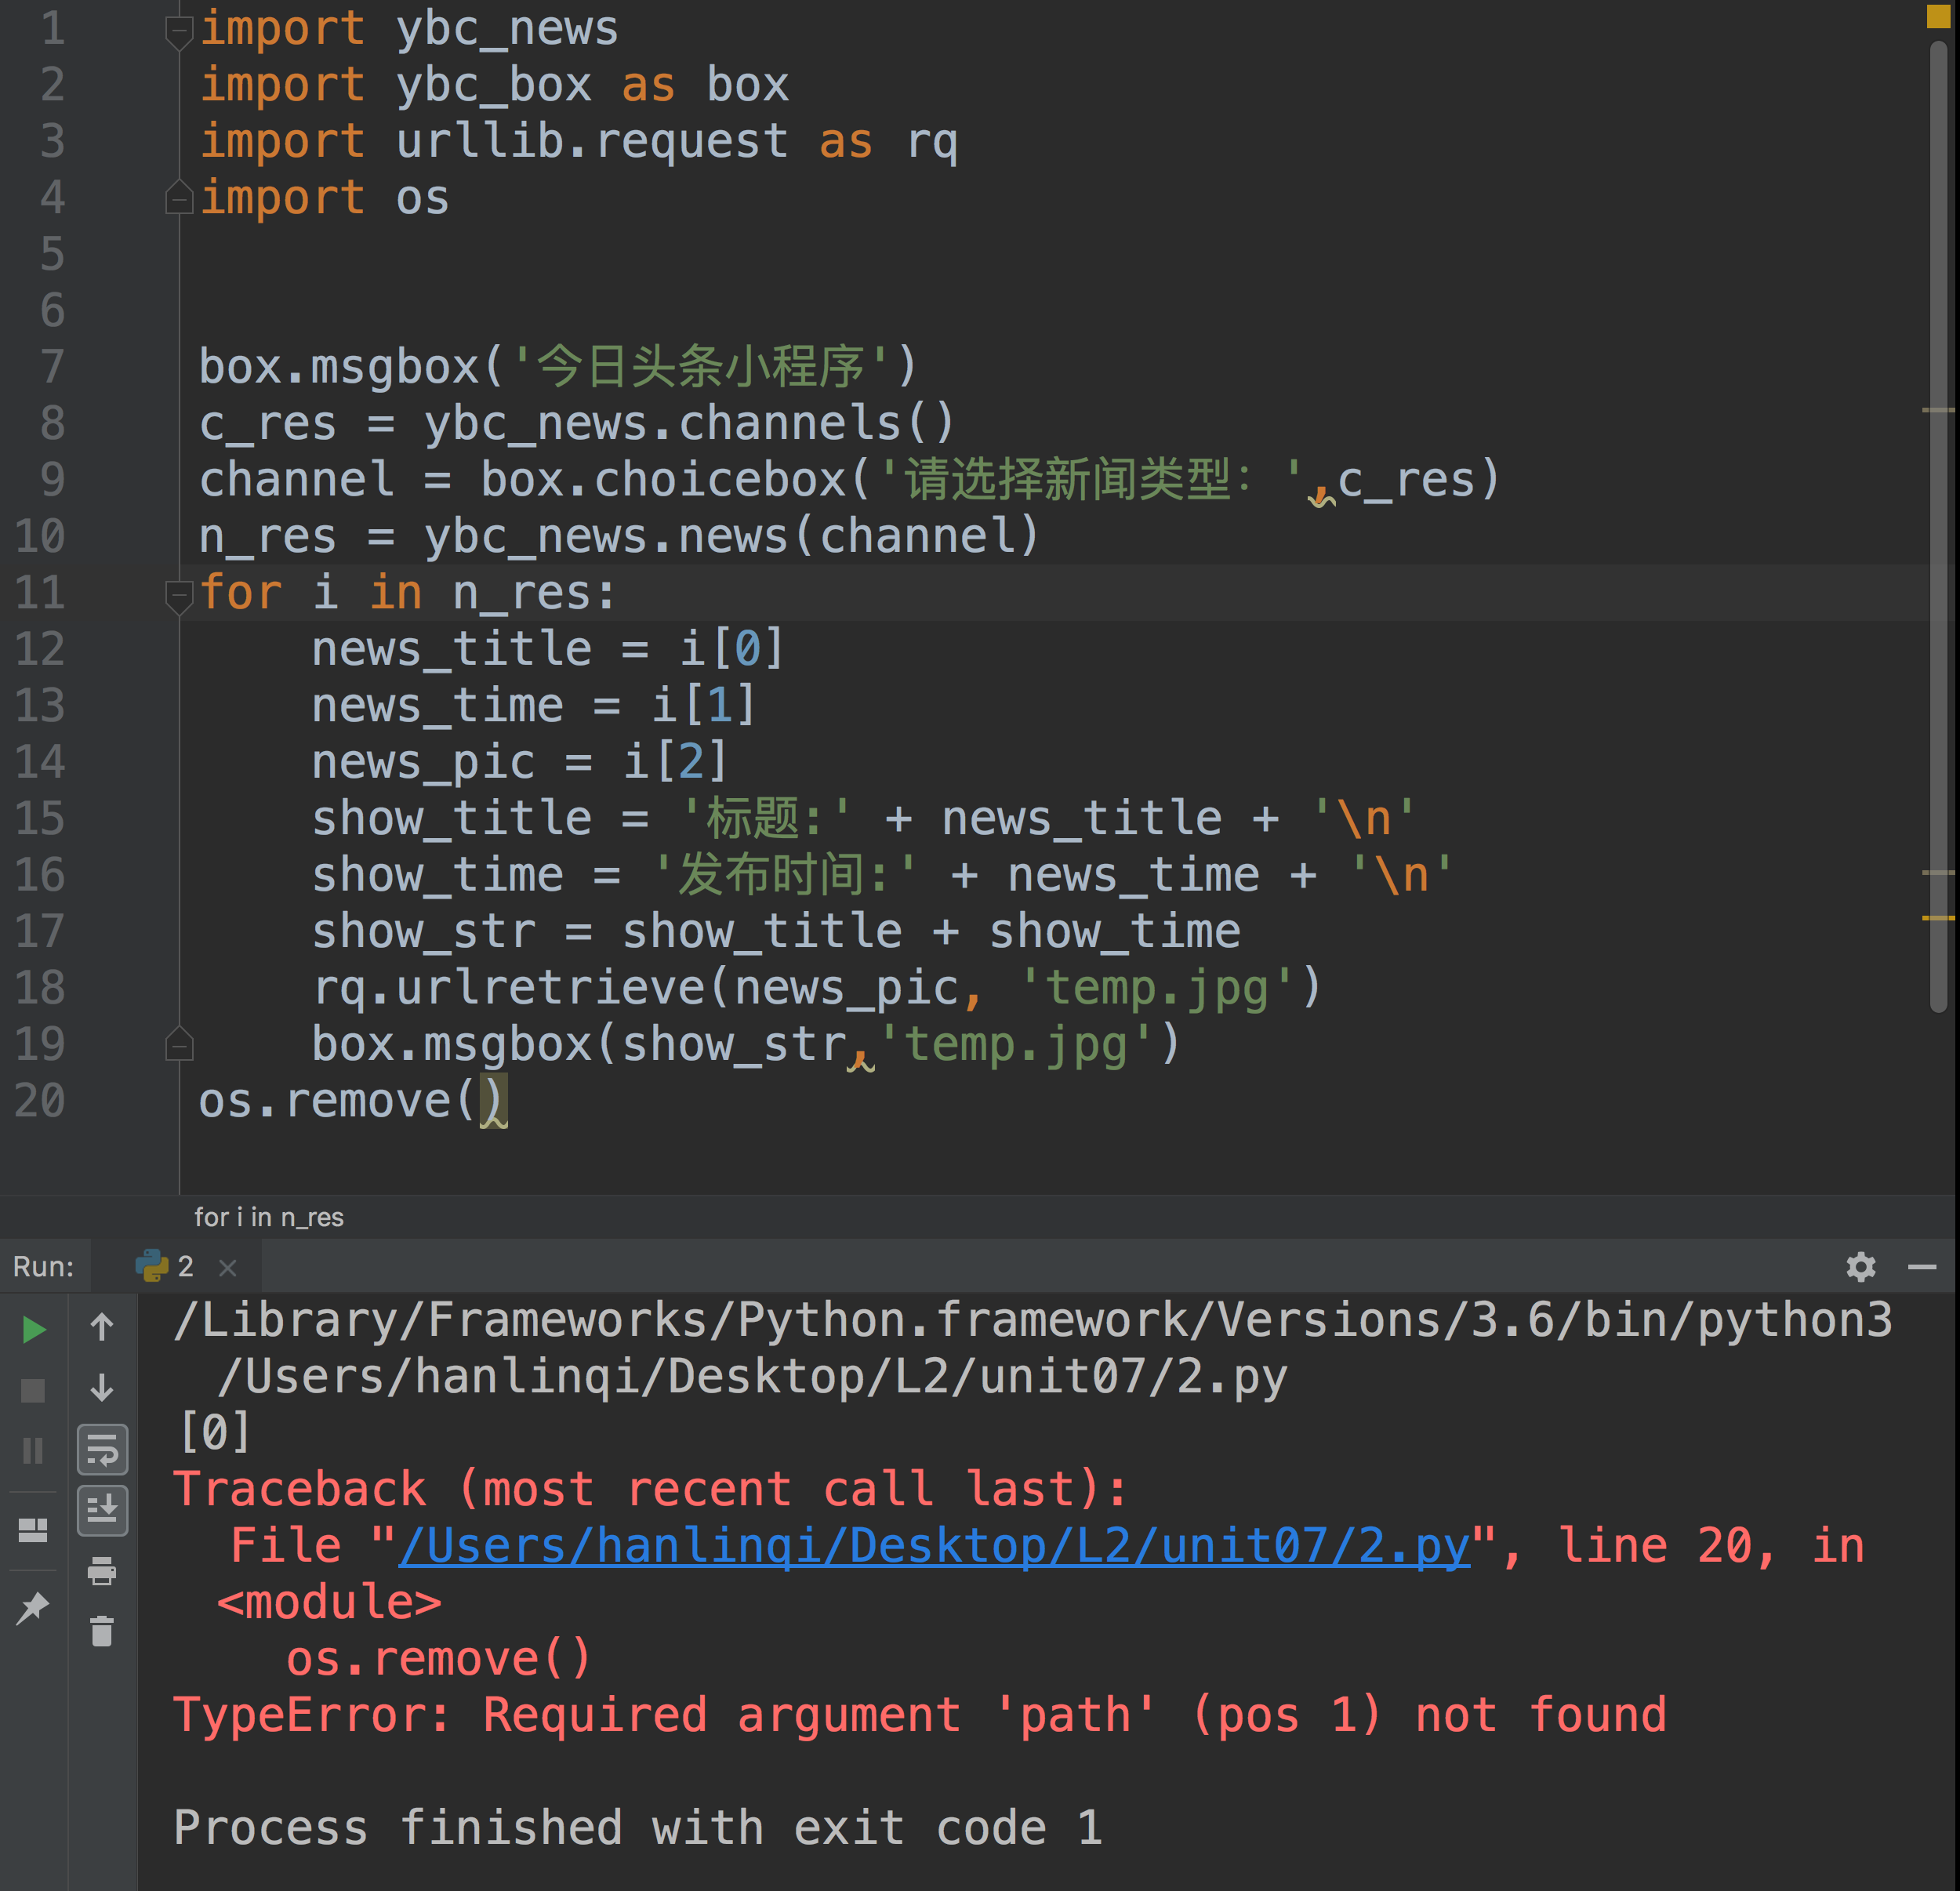 1 import ybc_news
2 import ybc_box as box
3 import urllib.request as rq
4 import os
5
6
7 box.msgbox('今日头条小程序')
8 c_res = ybc_news.channels()
9 channel = box.choicebox('请选择新闻类型：',c_res)
10 n_res = ybc_news.news(channel)
11 for i in n_res:
12     news_title = i[0]
13     news_time = i[1]
14     news_pic = i[2]
15     show_title = '标题:' + news_title + '\n'
16     show_time = '发布时间:' + news_time + '\n'
17     show_str = show_title + show_time
18     rq.urlretrieve(news_pic, 'temp.jpg')
19     box.msgbox(show_str,'temp.jpg')
20 os.remove()
for i in n_res
Run: 2
/Library/Frameworks/Python.framework/Versions/3.6/bin/python3
/Users/hanlinqi/Desktop/L2/unit07/2.py
[0]
Traceback (most recent call last):
  File "/Users/hanlinqi/Desktop/L2/unit07/2.py", line 20, in
<module>
    os.remove()
TypeError: Required argument 'path' (pos 1) not found
Process finished with exit code 1